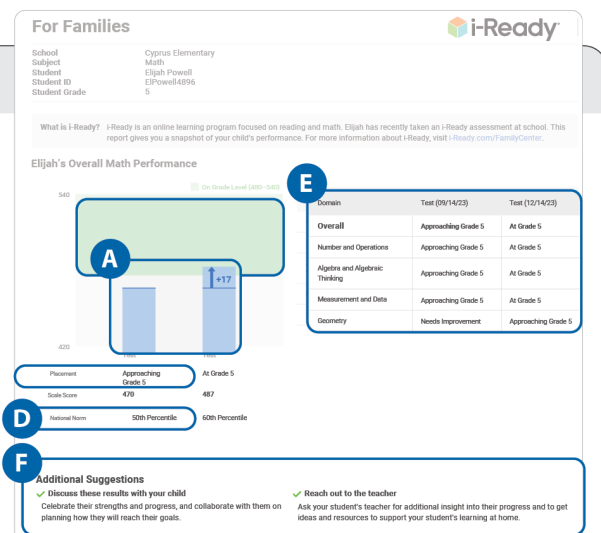 For Families
i-Ready
School Cyprus Elementary
Subject Math
Student Elijah Powell
Student ID ElPowell4896
Student Grade 5
What is i-Ready? i-Ready is an online learning program focused on reading and math. Elijah has recently taken an i-Ready assessment at school. This
report gives you a snapshot of your child's performance. For more information about i-Ready, visit i-Ready.com/FamilyCenter.
Elijah's Overall Math Performance
On Grade Level (480–540)
540
A
+17
420
Test Test
Placement Approaching Grade 5 At Grade 5
Scale Score 470 487
D
National Norm 50th Percentile 60th Percentile
E
Domain Test (09/14/23) Test (12/14/23)
Overall Approaching Grade 5 At Grade 5
Number and Operations Approaching Grade 5 At Grade 5
Algebra and Algebraic Thinking Approaching Grade 5 At Grade 5
Measurement and Data Approaching Grade 5 At Grade 5
Geometry Needs Improvement Approaching Grade 5
F
Additional Suggestions
Discuss these results with your child
Celebrate their strengths and progress, and collaborate with them on
planning how they will reach their goals.
Reach out to the teacher
Ask your student's teacher for additional insight into their progress and to get
ideas and resources to support your student's learning at home.